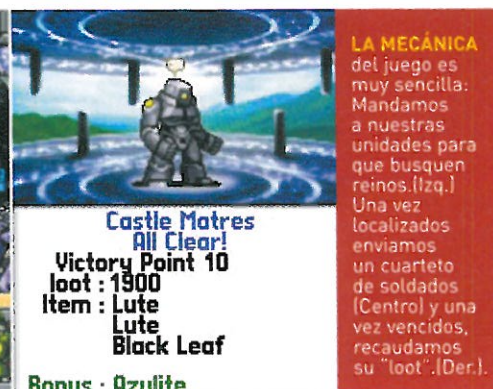 Castle Matres
All Clear!
Victory Point 10
loot : 1900
Item : Lute
Lute
Black Leaf
Bonus : Azulite
LA MECÁNICA
del juego es
muy sencilla:
Mandamos
a nuestras
unidades para
que busquen
reinos.(Izq.)
Una vez
localizados
enviamos
un cuarteto
de soldados
(Centro) y una
vez vencidos,
recaudamos
su "loot".(Der.).